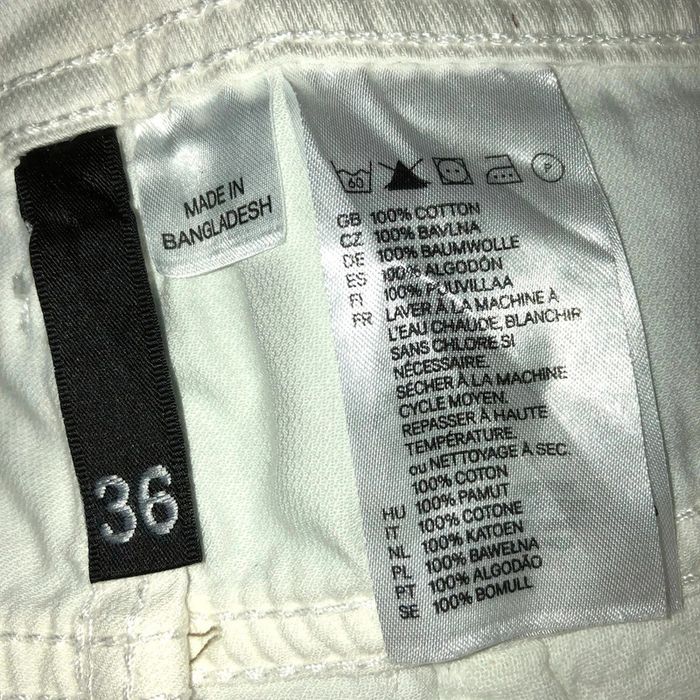 36
MADE IN
BANGLADESH
60
P
GB 100% COTTON
CZ 100% BAVLNA
DE 100% BAUMWOLLE
ES 100% ALGODÓN
FI 100% PUUVILLAA
FR LAVER À LA MACHINE À
L'EAU CHAUDE, BLANCHIR
SANS CHLORE SI
NÉCESSAIRE.
SÉCHER À LA MACHINE
CYCLE MOYEN.
REPASSER À HAUTE
TEMPÉRATURE.
ou NETTOYAGE À SEC.
100% COTON
HU 100% PAMUT
IT 100% COTONE
NL 100% KATOEN
PL 100% BAWEŁNA
PT 100% ALGODÃO
SE 100% BOMULL